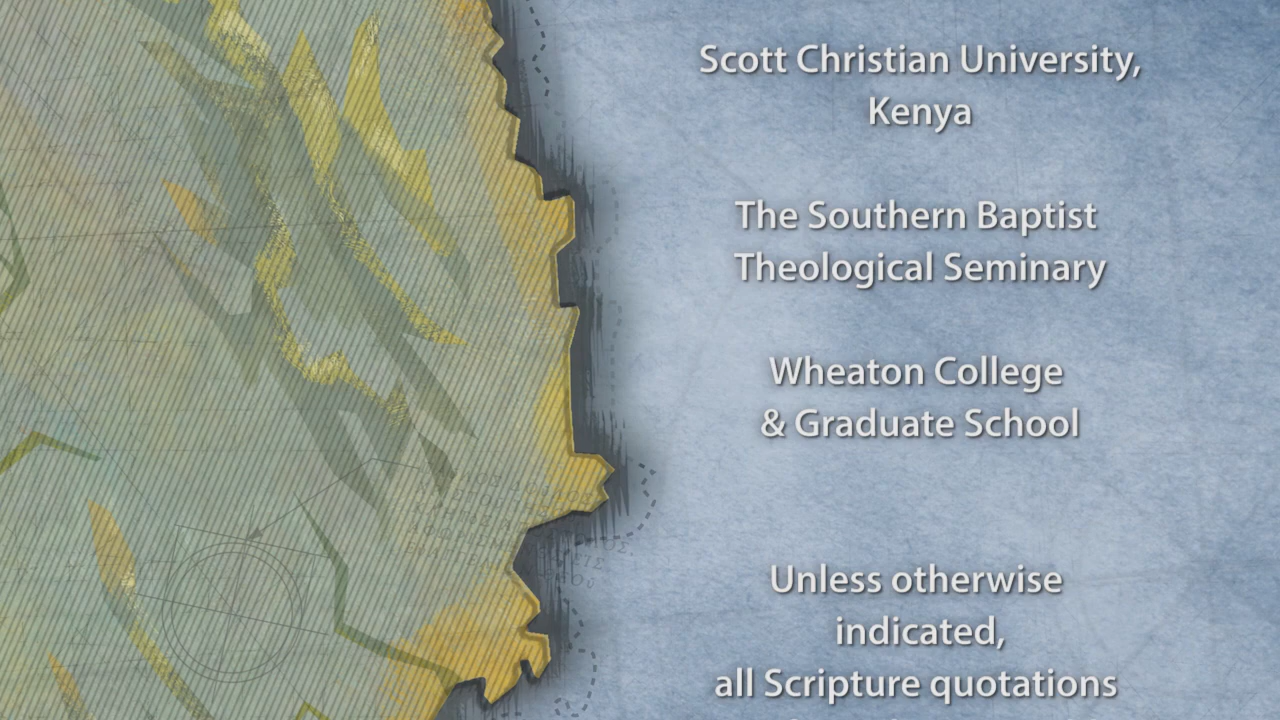 Scott Christian University,
Kenya
The Southern Baptist
Theological Seminary
Wheaton College
& Graduate School
Unless otherwise
indicated,
all Scripture quotations